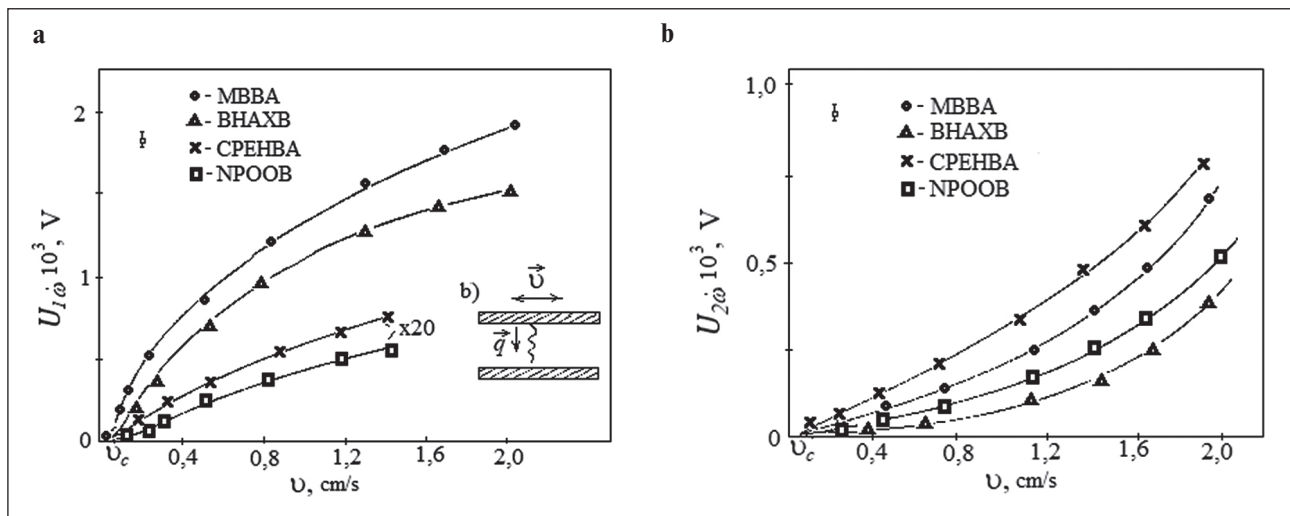 a
2
1
0
U1ω̇ 10³, V
○ - MBBA
△ - BHAXB
× - CPEHBA
□ - NPOOB
x20
b)
υ⃗
q⃗
υc
0,4
0,8
1,2
1,6
2,0
υ, cm/s
b
1,0
0,5
0
U2ω̇ 10³, V
○ - MBBA
△ - BHAXB
× - CPEHBA
□ - NPOOB
υc
0,4
1,2
1,6
2,0
υ, cm/s